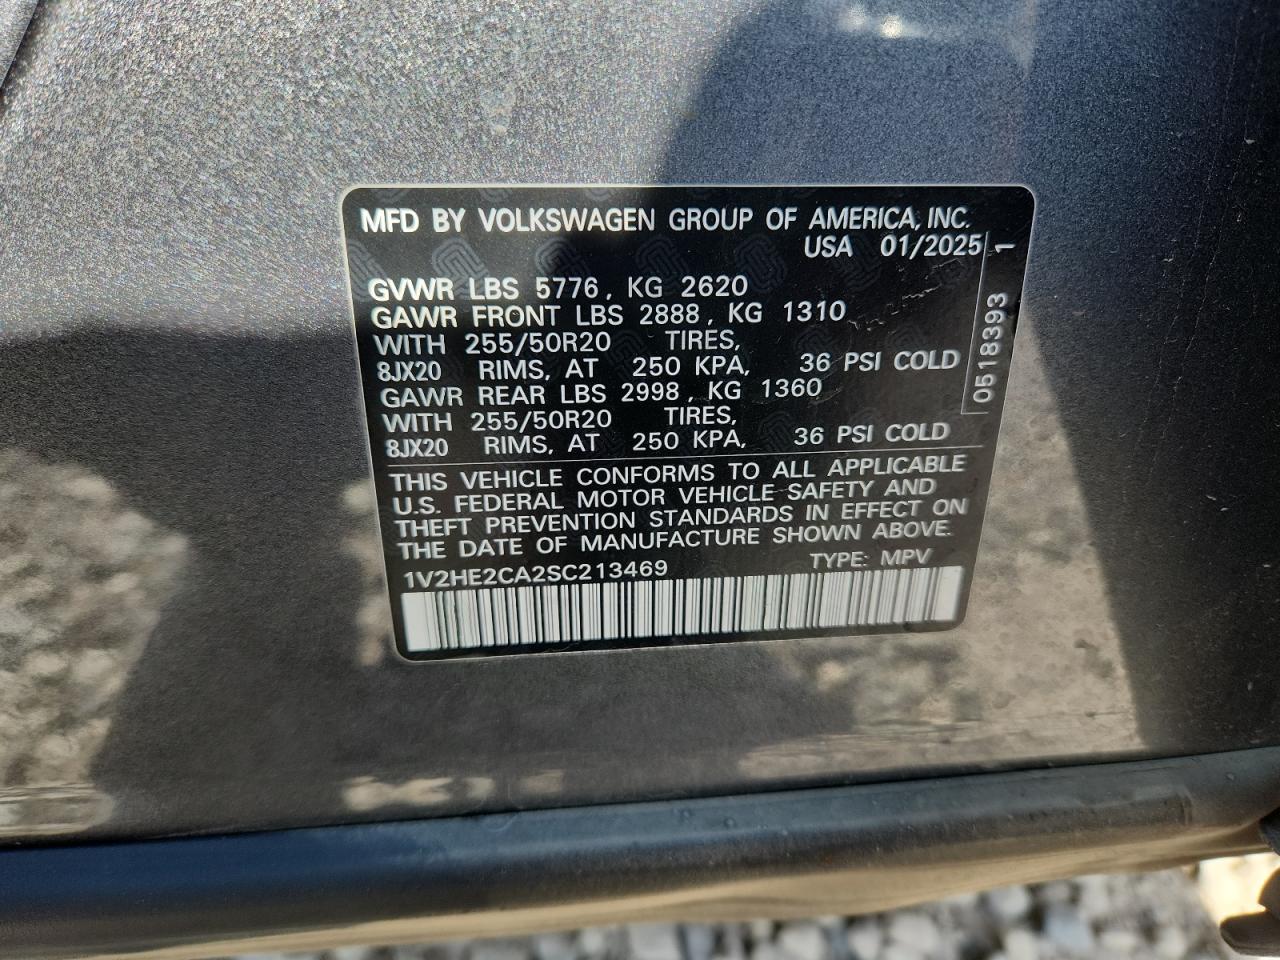 MFD BY VOLKSWAGEN GROUP OF AMERICA, INC.
USA 01/2025
GVWR LBS 5776, KG 2620
GAWR FRONT LBS 2888, KG 1310
WITH 255/50R20 TIRES,
8JX20 RIMS, AT 250 KPA, 36 PSI COLD
GAWR REAR LBS 2998, KG 1360
WITH 255/50R20 TIRES,
8JX20 RIMS, AT 250 KPA, 36 PSI COLD
0518393 1
THIS VEHICLE CONFORMS TO ALL APPLICABLE
U.S. FEDERAL MOTOR VEHICLE SAFETY AND
THEFT PREVENTION STANDARDS IN EFFECT ON
THE DATE OF MANUFACTURE SHOWN ABOVE.
1V2HE2CA2SC213469 TYPE: MPV